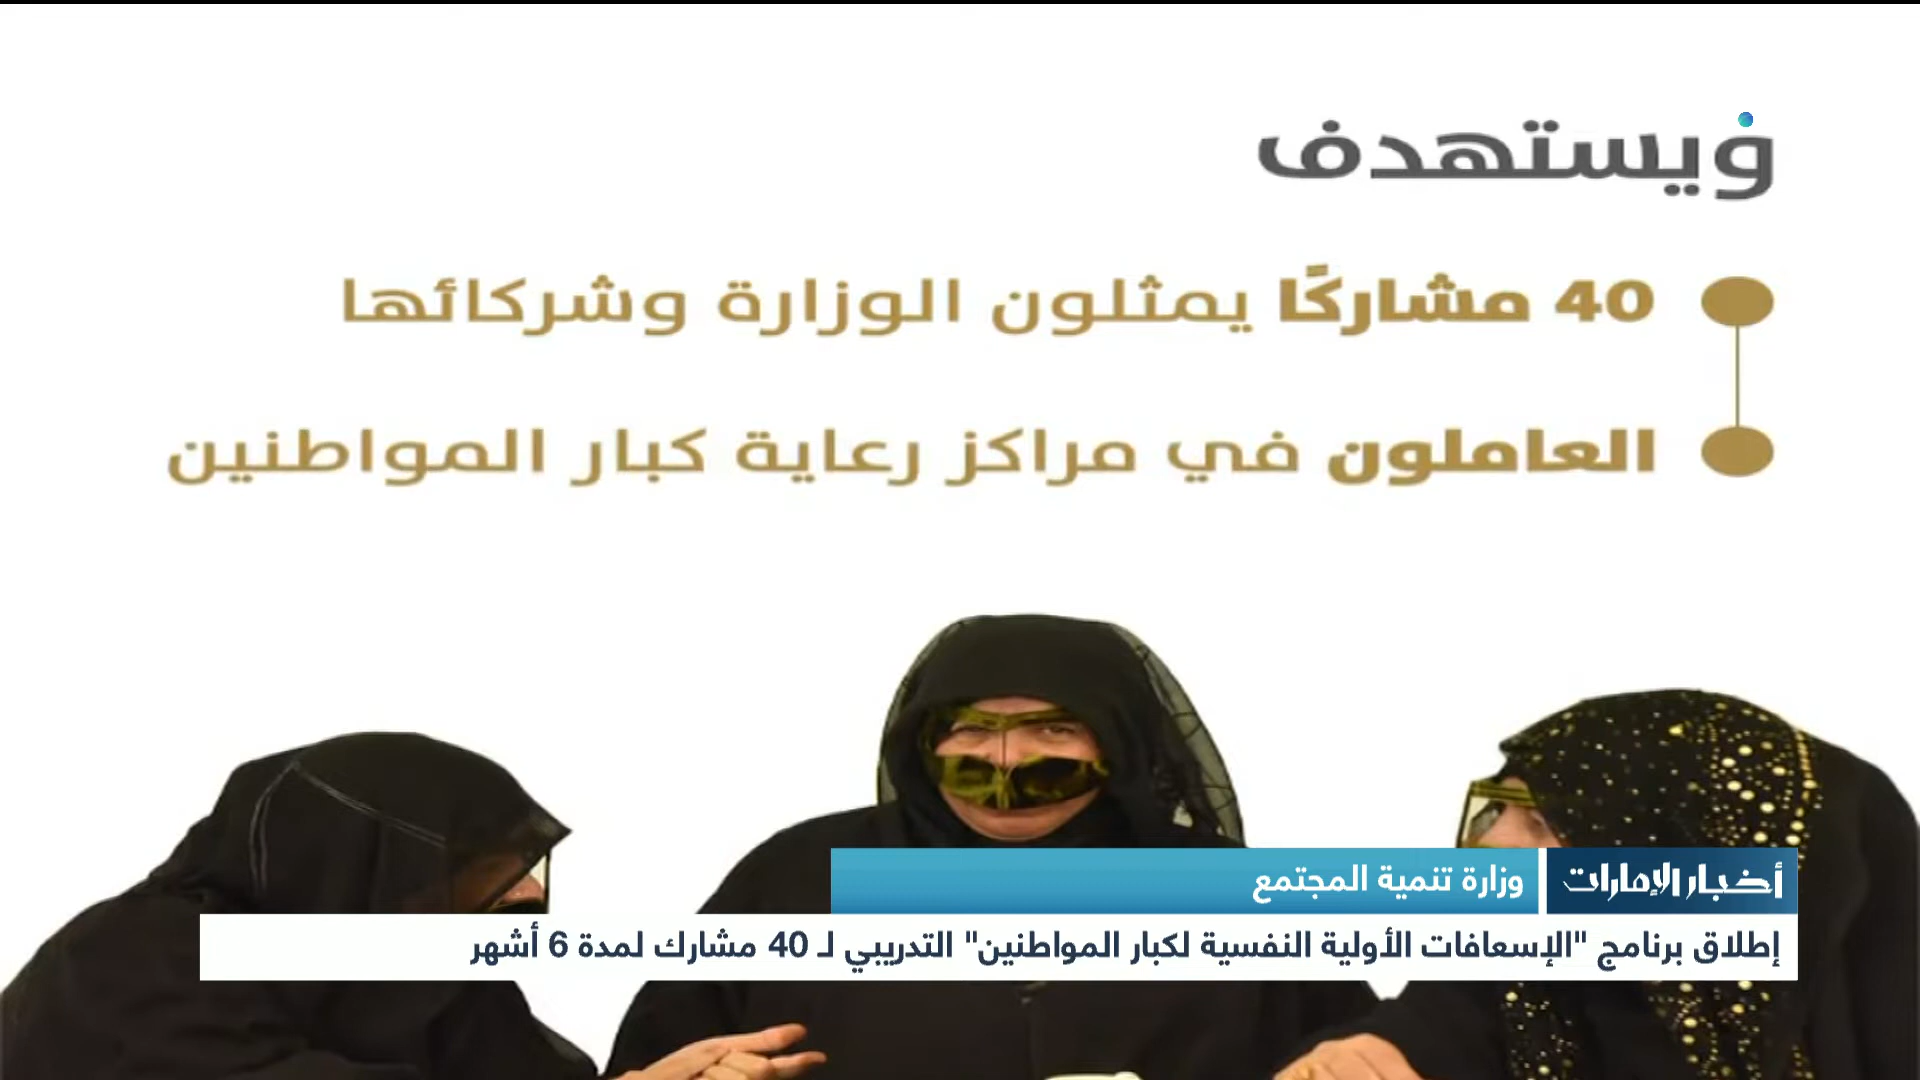 ويستهدف
40 مشاركًا يمثلون الوزارة وشركائها
العاملون في مراكز رعاية كبار المواطنين
أخبار الإمارات
وزارة تنمية المجتمع
إطلاق برنامج "الإسعافات الأولية النفسية لكبار المواطنين" التدريبي لـ 40 مشارك لمدة 6 أشهر